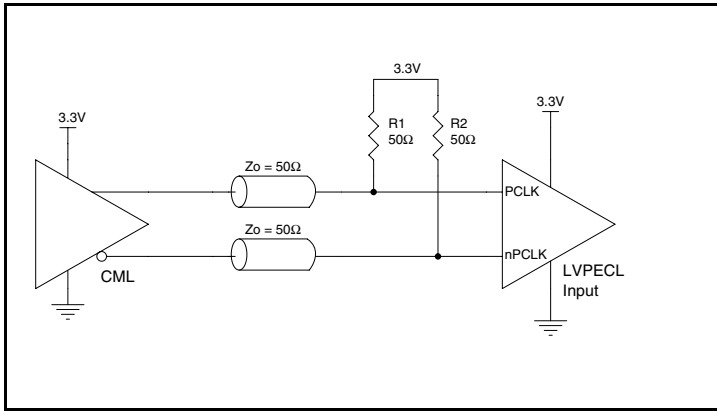 3.3V
3.3V
R1
50Ω
R2
50Ω
3.3V
Zo = 50Ω
PCLK
Zo = 50Ω
nPCLK
CML
LVPECL
Input